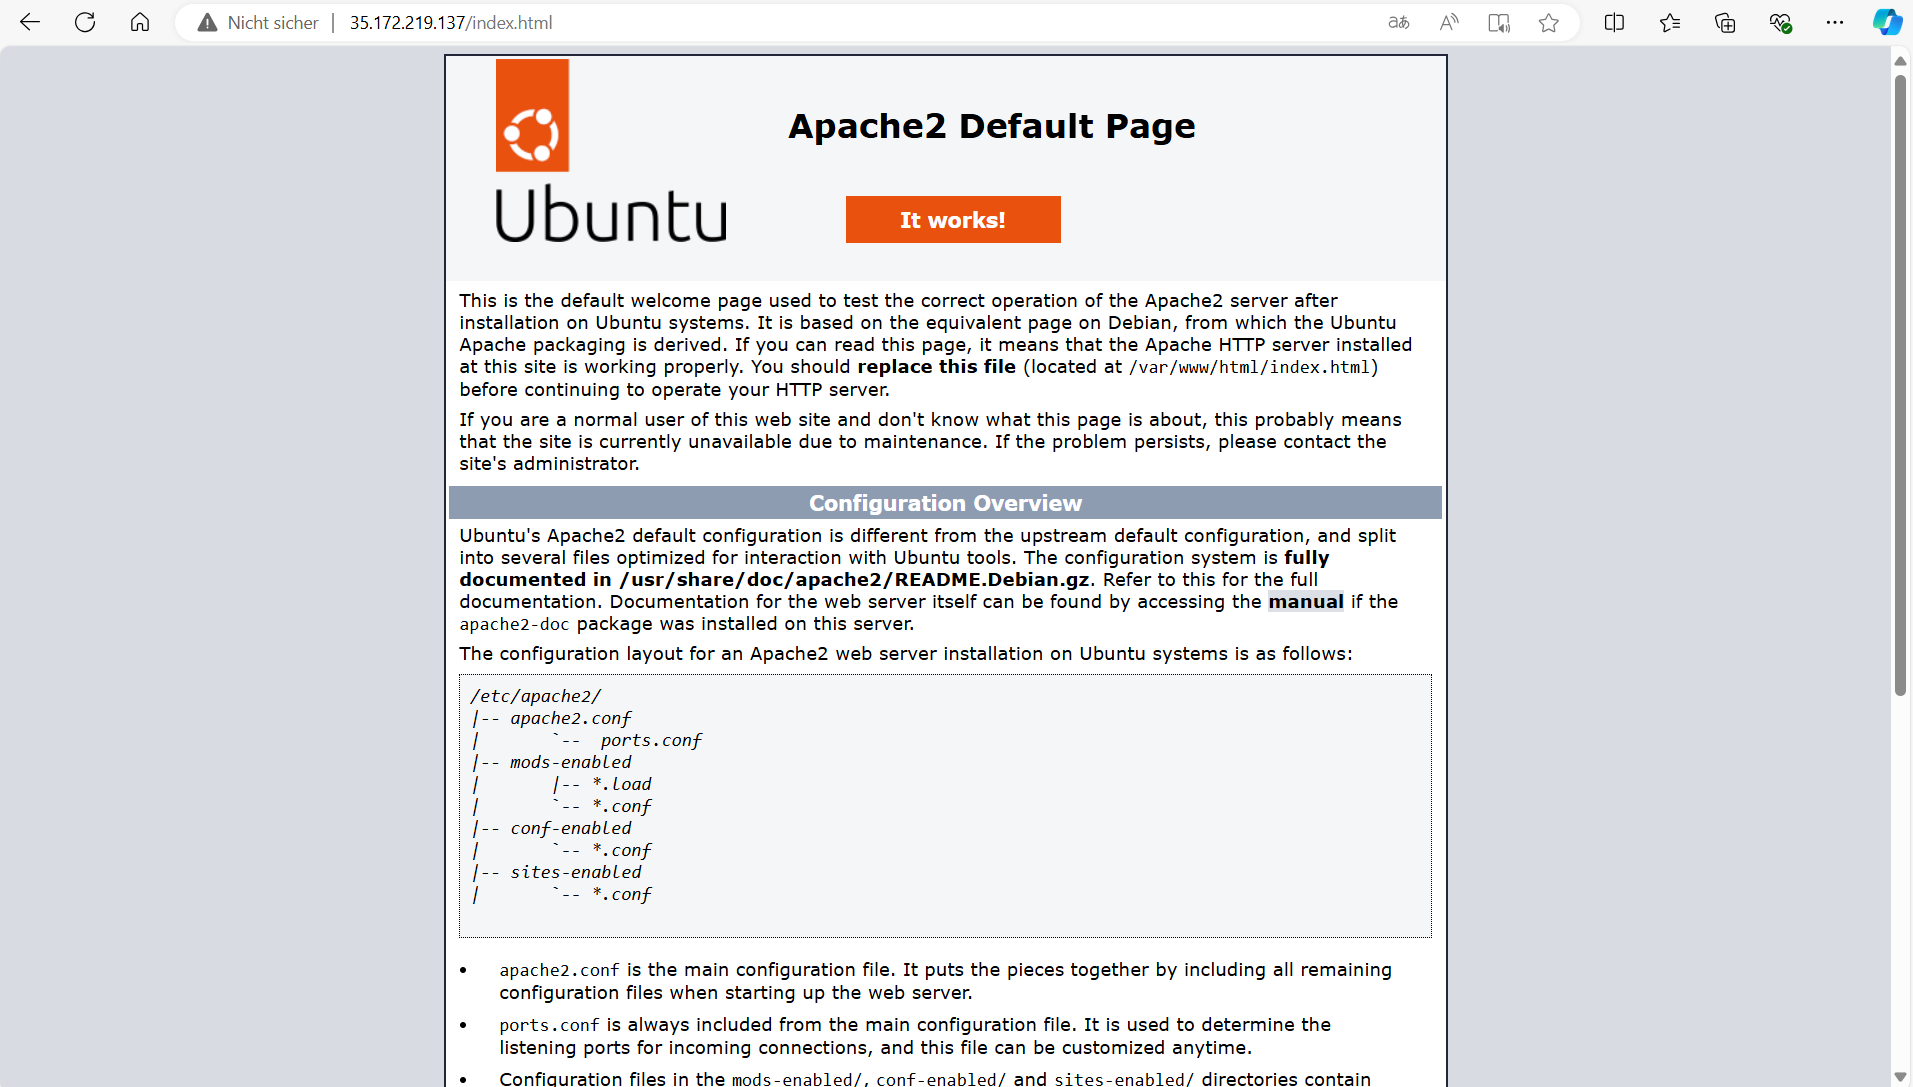 Nicht sicher | 35.172.219.137/index.html
Apache2 Default Page
Ubuntu
It works!
This is the default welcome page used to test the correct operation of the Apache2 server after
installation on Ubuntu systems. It is based on the equivalent page on Debian, from which the Ubuntu
Apache packaging is derived. If you can read this page, it means that the Apache HTTP server installed
at this site is working properly. You should replace this file (located at /var/www/html/index.html)
before continuing to operate your HTTP server.
If you are a normal user of this web site and don't know what this page is about, this probably means
that the site is currently unavailable due to maintenance. If the problem persists, please contact the
site's administrator.
Configuration Overview
Ubuntu's Apache2 default configuration is different from the upstream default configuration, and split
into several files optimized for interaction with Ubuntu tools. The configuration system is fully
documented in /usr/share/doc/apache2/README.Debian.gz. Refer to this for the full
documentation. Documentation for the web server itself can be found by accessing the manual if the
apache2-doc package was installed on this server.
The configuration layout for an Apache2 web server installation on Ubuntu systems is as follows:
/etc/apache2/
|-- apache2.conf
|       `--  ports.conf
|-- mods-enabled
|       |-- *.load
|       `-- *.conf
|-- conf-enabled
|       `-- *.conf
|-- sites-enabled
|       `-- *.conf
• apache2.conf is the main configuration file. It puts the pieces together by including all remaining
configuration files when starting up the web server.
• ports.conf is always included from the main configuration file. It is used to determine the
listening ports for incoming connections, and this file can be customized anytime.
• Configuration files in the mods-enabled/, conf-enabled/ and sites-enabled/ directories contain